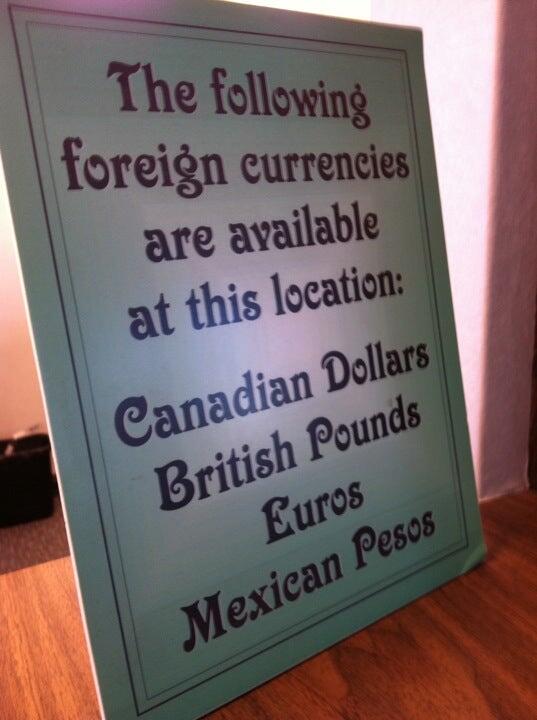 The following
foreign currencies
are available
at this location:
Canadian Dollars
British Pounds
Euros
Mexican Pesos